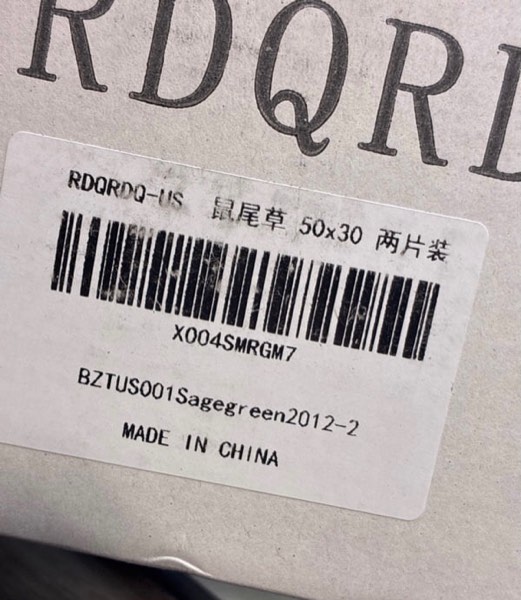 RDQRD
RDQRDQ-US 鼠尾草 50x30 两片装
X004SMRGM7
BZTUS001Sagegreen2012-2
MADE IN CHINA